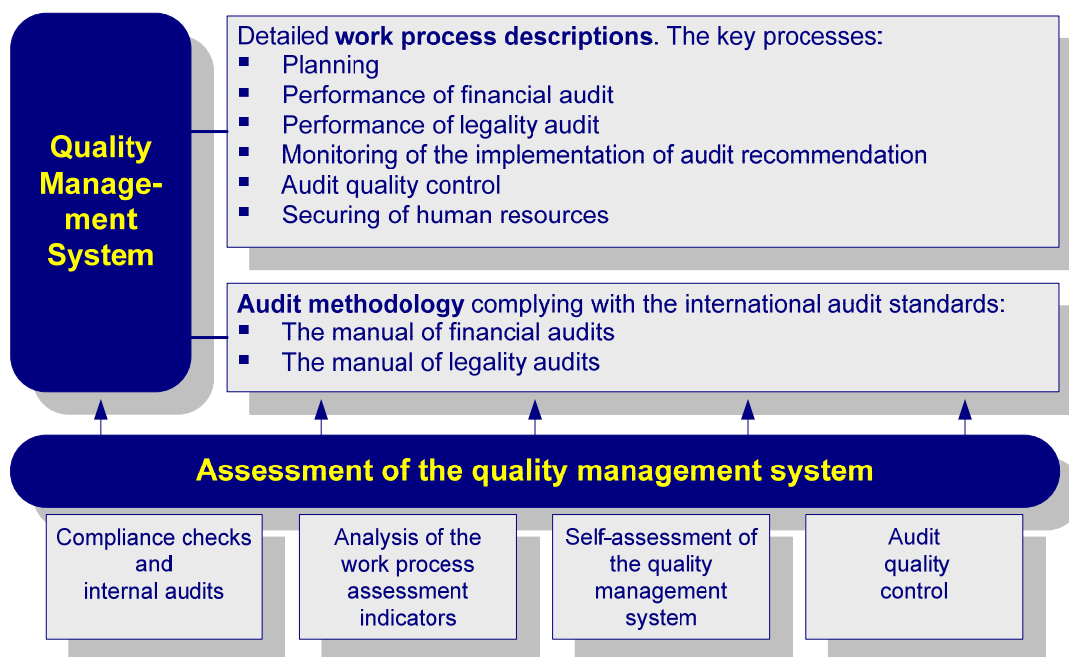 Quality
Manage-
ment
System
Detailed work process descriptions. The key processes:
▪ Planning
▪ Performance of financial audit
▪ Performance of legality audit
▪ Monitoring of the implementation of audit recommendation
▪ Audit quality control
▪ Securing of human resources
Audit methodology complying with the international audit standards:
▪ The manual of financial audits
▪ The manual of legality audits
Assessment of the quality management system
Compliance checks
and
internal audits
Analysis of the
work process
assessment
indicators
Self-assessment of
the quality
management
system
Audit
quality
control